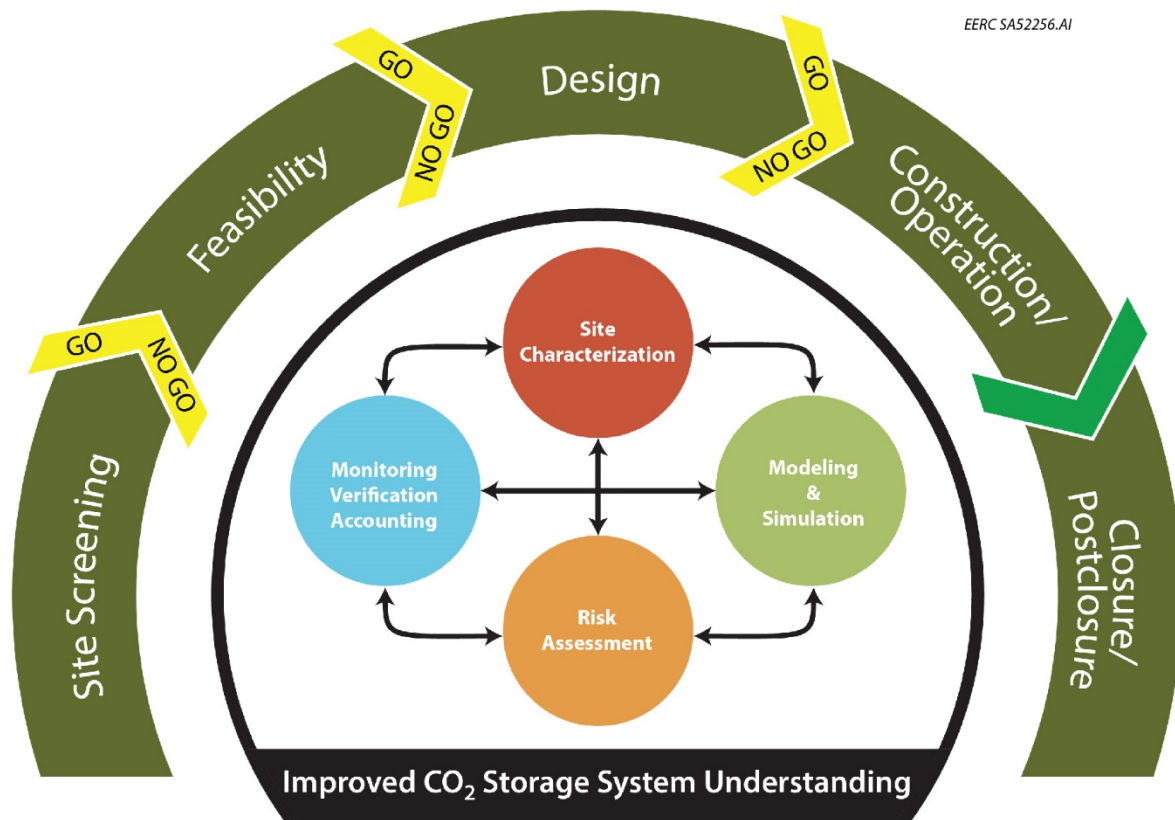 EERC SA52256.AI
Site Screening
GO
NO GO
Feasibility
GO
NO GO
Design
GO
NO GO
Construction/
Operation
Closure/
Postclosure
Site
Characterization
Monitoring
Verification
Accounting
Modeling
&
Simulation
Risk
Assessment
Improved CO₂ Storage System Understanding